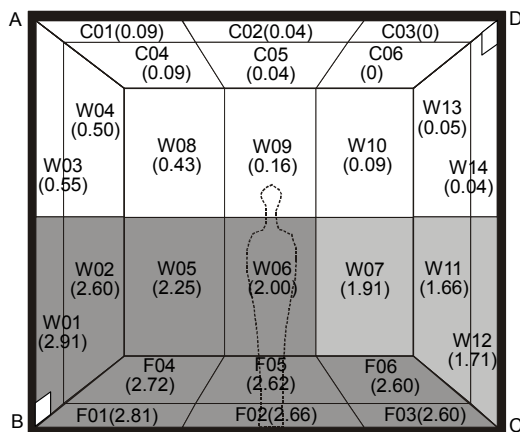 A
D
C01(0.09)
C02(0.04)
C03(0)
C04
(0.09)
C05
(0.04)
C06
(0)
W04
(0.50)
W03
(0.55)
W08
(0.43)
W09
(0.16)
W10
(0.09)
W13
(0.05)
W14
(0.04)
W02
(2.60)
W01
(2.91)
W05
(2.25)
W06
(2.00)
W07
(1.91)
W11
(1.66)
W12
(1.71)
F04
(2.72)
F05
(2.62)
F06
(2.60)
F01(2.81)
F02(2.66)
F03(2.60)
B
C